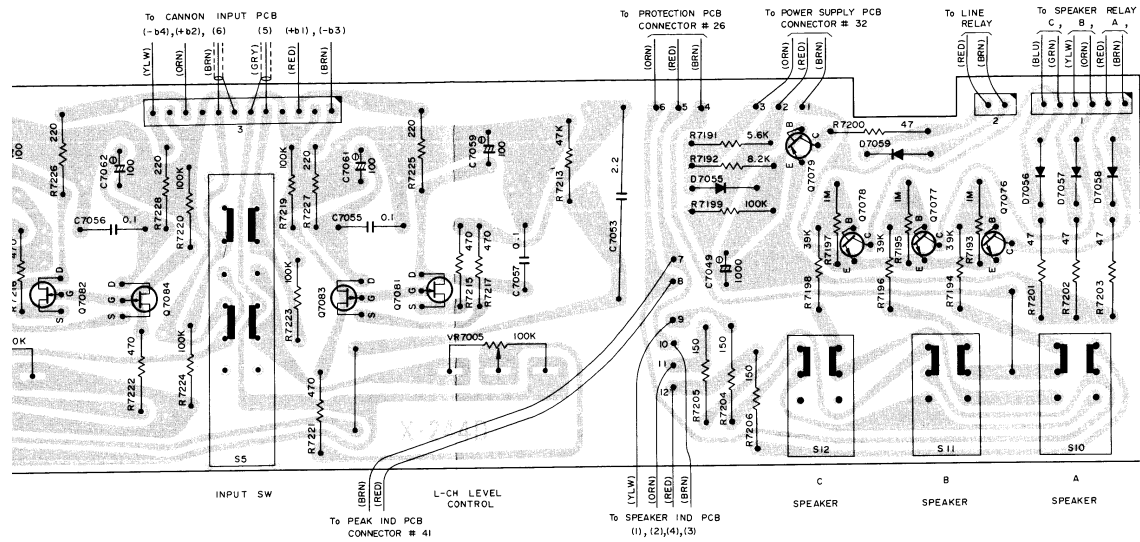 TO CANNON INPUT PCB
(-b4),(+b2), (6) (5) (+b1), (-b3)
(YLW) (ORN) (BRN) (GRY) (RED) (BRN)
TO PROTECTION PCB
CONNECTOR # 26
(ORN) (RED) (BRN)
TO POWER SUPPLY PCB
CONNECTOR # 32
(ORN) (RED) (BRN)
TO LINE
RELAY
(RED) (BRN)
TO SPEAKER RELAY
C, B, A,
(BLU) (GRN) (YLW) (ORN) (RED) (BRN)
3
6 5 4
3 2 1
2
1
100
220
R7226
C7062 100
220
R7228
100K
R7220
C7056 0.1
100K
R7219
220
R7227
C7061 100
C7055 0.1
220
R7225
C7059 100
47K
R7213
2.2
C7053
R7191 5.6K
R7192 8.2K
D7055
R7199 100K
B C E
Q7079
R7200 47
D7059
Q7078
Q7077
Q7076
1M
R7197
B C E
1M
R7195
B C E
1M
R7193
B C E
39K
R7198
39K
R7196
39K
R7194
D7056
D7057
D7058
47
R7201
47
R7202
47
R7203
470
R7216
D G S
Q7082
D G S
Q7084
100K
R7223
D G S
Q7083
D G S
Q7081
470
R7215
470
R7217
0.1
C7057
C7049 1000
7
8
9
10
11
12
0K
470
R7222
100K
R7224
470
R7221
VR7005 100K
150
R7205
150
R7204
150
R7206
X-2641
S5
S12
S11
S10
INPUT SW
L-CH LEVEL
CONTROL
(BRN) (RED)
TO PEAK IND PCB
CONNECTOR # 41
(YLW) (ORN) (RED) (BRN)
TO SPEAKER IND PCB
(1), (2),(4),(3)
C
SPEAKER
B
SPEAKER
A
SPEAKER